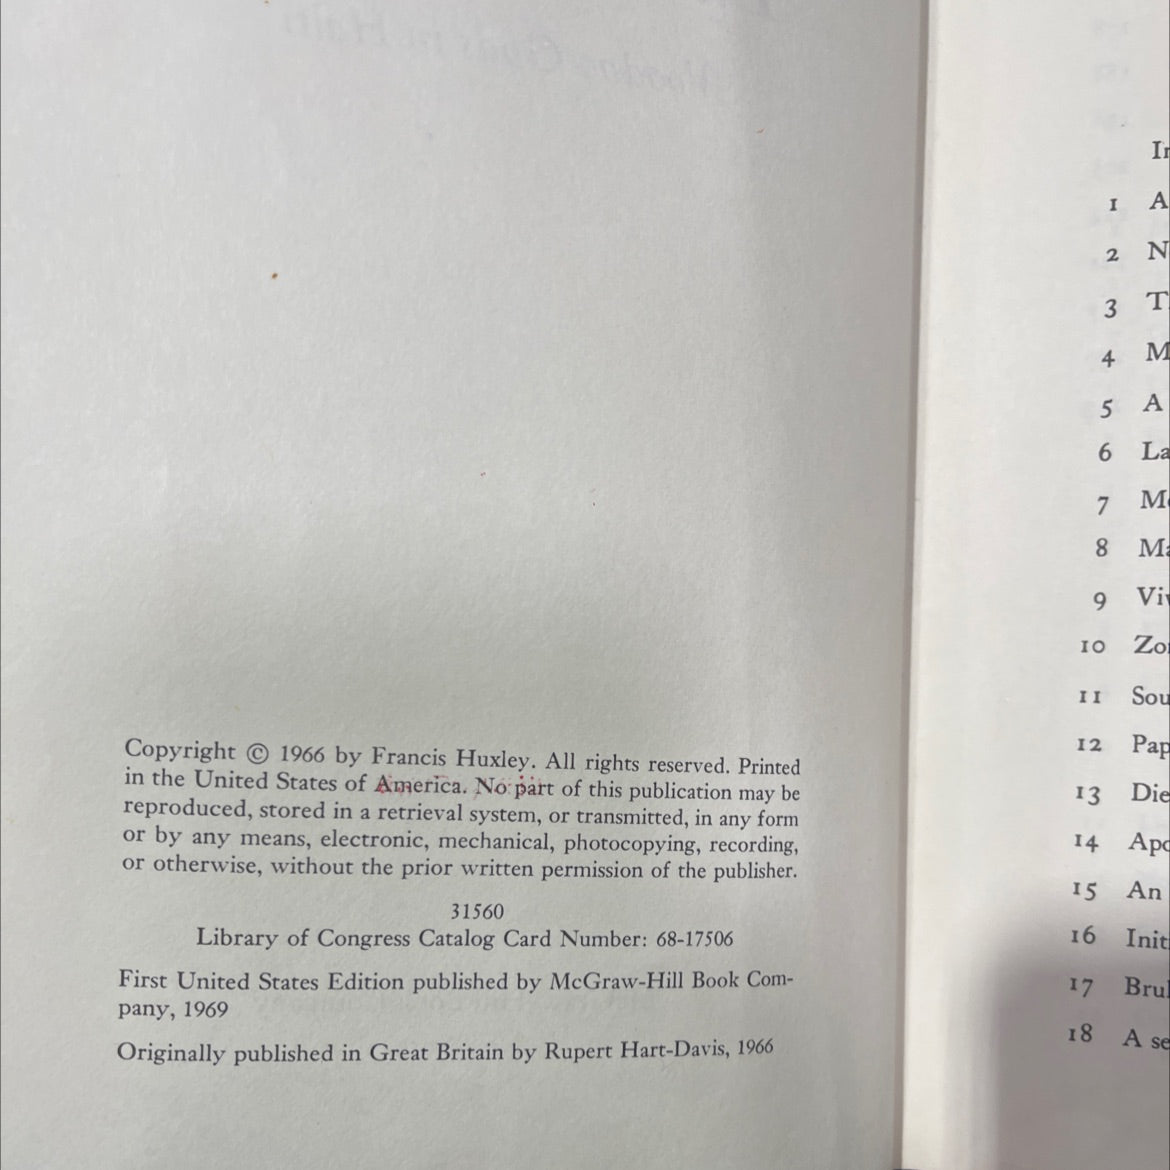 Copyright © 1966 by Francis Huxley. All rights reserved. Printed
in the United States of America. No part of this publication may be
reproduced, stored in a retrieval system, or transmitted, in any form
or by any means, electronic, mechanical, photocopying, recording,
or otherwise, without the prior written permission of the publisher.
31560
Library of Congress Catalog Card Number: 68-17506
First United States Edition published by McGraw-Hill Book Com-
pany, 1969
Originally published in Great Britain by Rupert Hart-Davis, 1966
1 A
2 N
3 T
4 M
5 A
6 La
7 M
8 Ma
9 Vi
10 Zo
11 Sou
12 Pap
13 Die
14 Apo
15 An
16 Init
17 Brul
18 A se